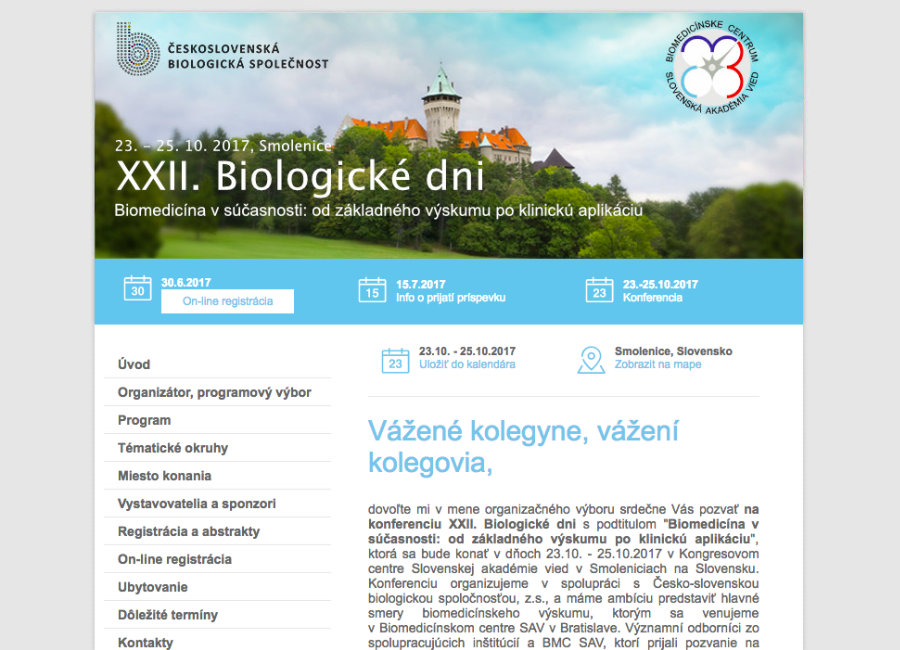 ČESKOSLOVENSKÁ
BIOLOGICKÁ SPOLEČNOST
BIOMEDICÍNSKE CENTRUM
SLOVENSKÁ AKADÉMIA VIED
23. – 25. 10. 2017, Smolenice
XXII. Biologické dni
Biomedicína v súčasnosti: od základného výskumu po klinickú aplikáciu
30
30.6.2017
On-line registrácia
15
15.7.2017
Info o prijatí príspevku
23
23.-25.10.2017
Konferencia
Úvod
Organizátor, programový výbor
Program
Tématické okruhy
Miesto konania
Vystavovatelia a sponzori
Registrácia a abstrakty
On-line registrácia
Ubytovanie
Dôležité termíny
Kontakty
23
23.10. - 25.10.2017
Uložiť do kalendára
Smolenice, Slovensko
Zobrazit na mape
Vážené kolegyne, vážení
kolegovia,
dovoľte mi v mene organizačného výboru srdečne Vás pozvať na
konferenciu XXII. Biologické dni s podtitulom "Biomedicína v
súčasnosti: od základného výskumu po klinickú aplikáciu",
ktorá sa bude konať v dňoch 23.10. - 25.10.2017 v Kongresovom
centre Slovenskej akadémie vied v Smoleniciach na Slovensku.
Konferenciu organizujeme v spolupráci s Česko-slovenskou
biologickou spoločnosťou, z.s., a máme ambíciu predstaviť hlavné
smery biomedicínskeho výskumu, ktorým sa venujeme
v Biomedicínskom centre SAV v Bratislave. Významní odborníci zo
spolupracujúcich inštitúcií a BMC SAV, ktorí prijali pozvanie na